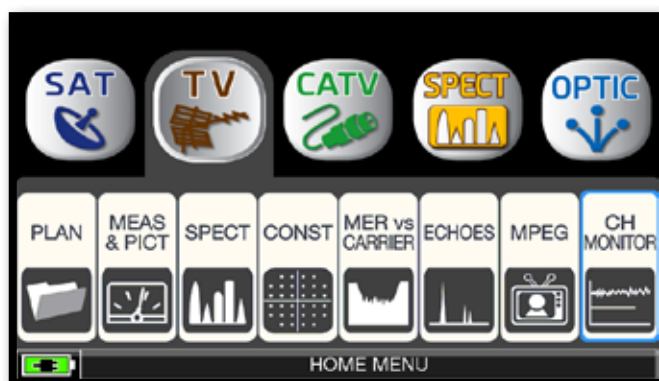 SAT TV CATV SPECT OPTIC
PLAN
MEAS
& PICT
SPECT
CONST
MER vs
CARRIER
ECHOES
MPEG
CH
MONITOR
HOME MENU